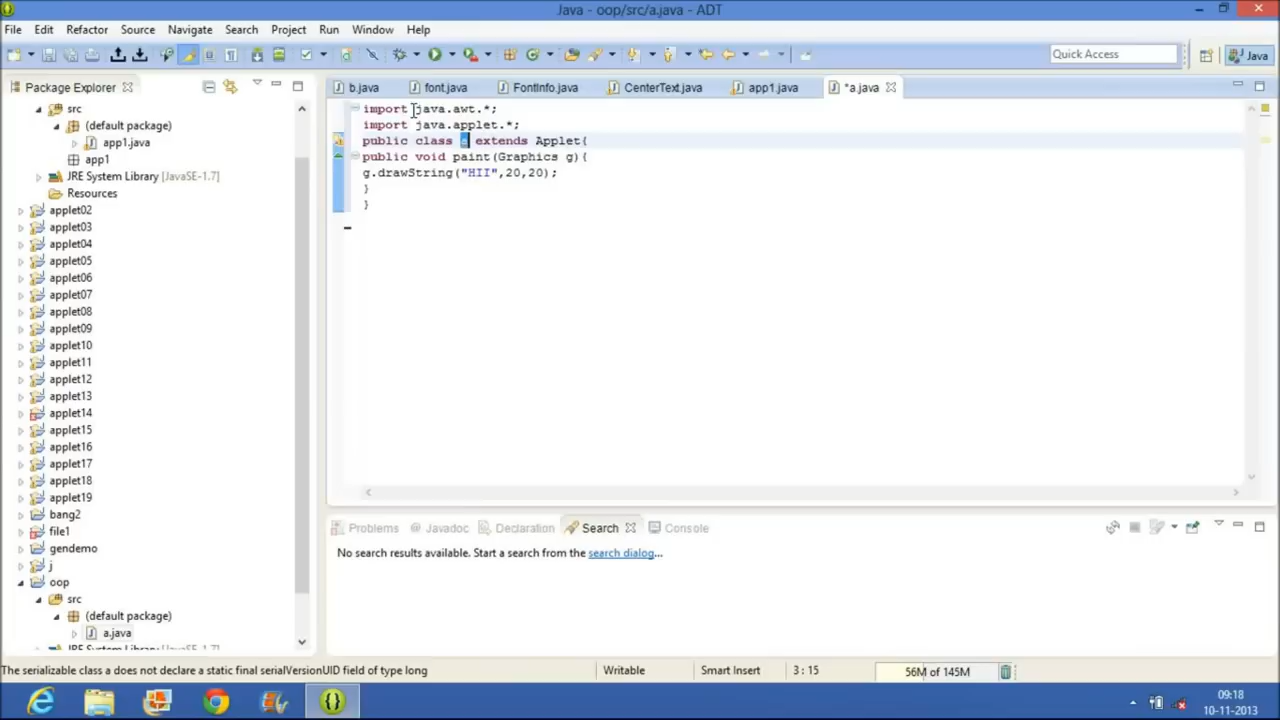 Java - oop/src/a.java - ADT
File Edit Refactor Source Navigate Search Project Run Window Help
Quick Access
Java
Package Explorer
src
(default package)
app1.java
app1
JRE System Library [JavaSE-1.7]
Resources
applet02
applet03
applet04
applet05
applet06
applet07
applet08
applet09
applet10
applet11
applet12
applet13
applet14
applet15
applet16
applet17
applet18
applet19
bang2
file1
gendemo
j
oop
src
(default package)
a.java
JRE System Library [JavaSE-1.7]
b.java font.java FontInfo.java CenterText.java app1.java *a.java
import java.awt.*;
import java.applet.*;
public class a extends Applet{
public void paint(Graphics g){
g.drawString("HII",20,20);
}
}
Problems Javadoc Declaration Search Console
No search results available. Start a search from the search dialog...
The serializable class a does not declare a static final serialVersionUID field of type long
Writable
Smart Insert
3 : 15
56M of 145M
09:18
10-11-2013